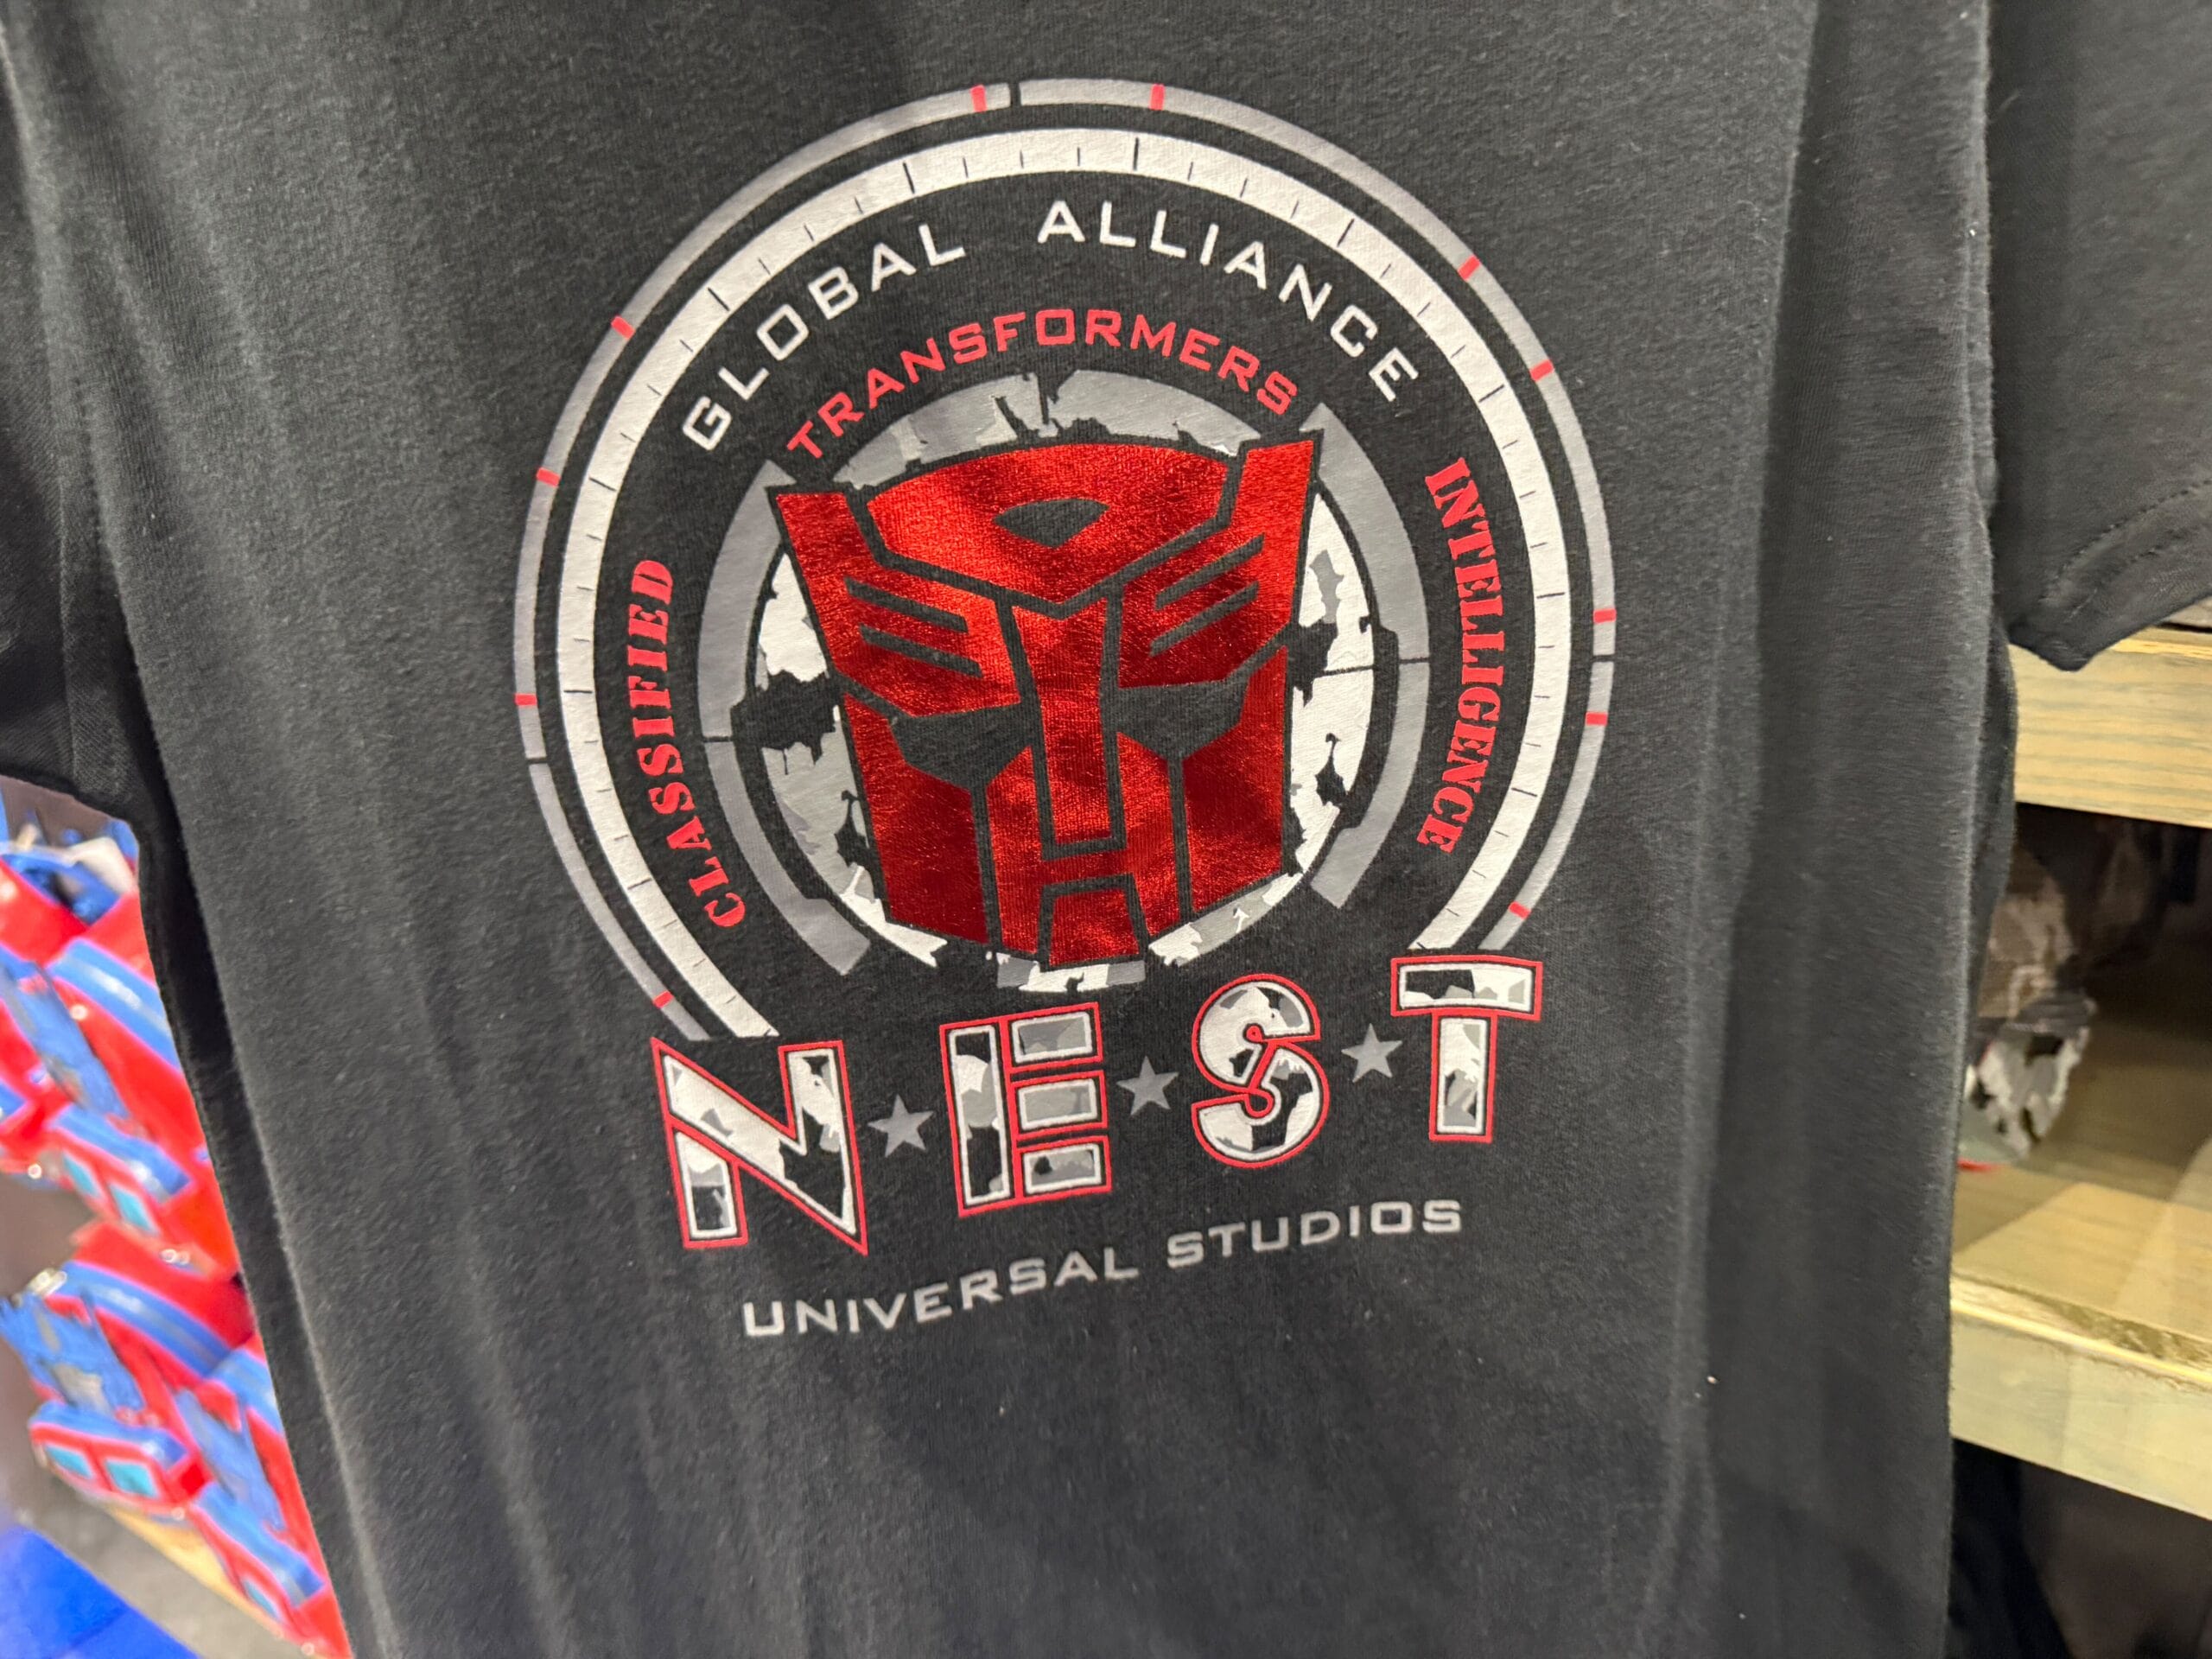 GLOBAL ALLIANCE
TRANSFORMERS
CLASSIFIED
INTELLIGENCE
N★E★S★T
UNIVERSAL STUDIOS